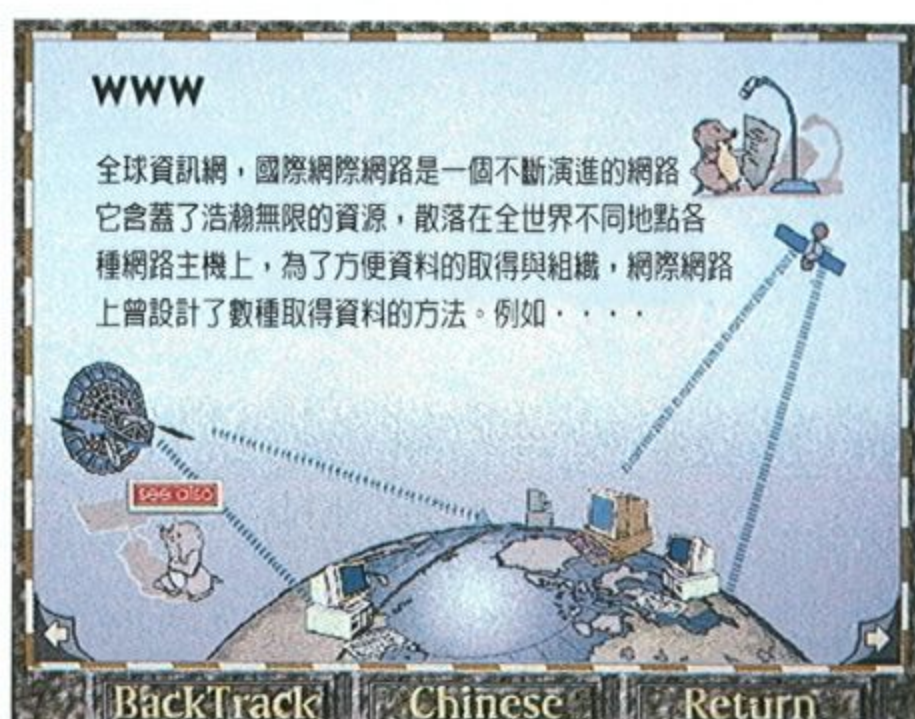 WWW
全球資訊網，國際網際網路是一個不斷演進的網路
它含蓋了浩瀚無限的資源，散落在全世界不同地點各
種網路主機上，為了方便資料的取得與組織，網際網路
上曾設計了數種取得資料的方法。例如・・・・
see also
BackTrack
Chinese
Return